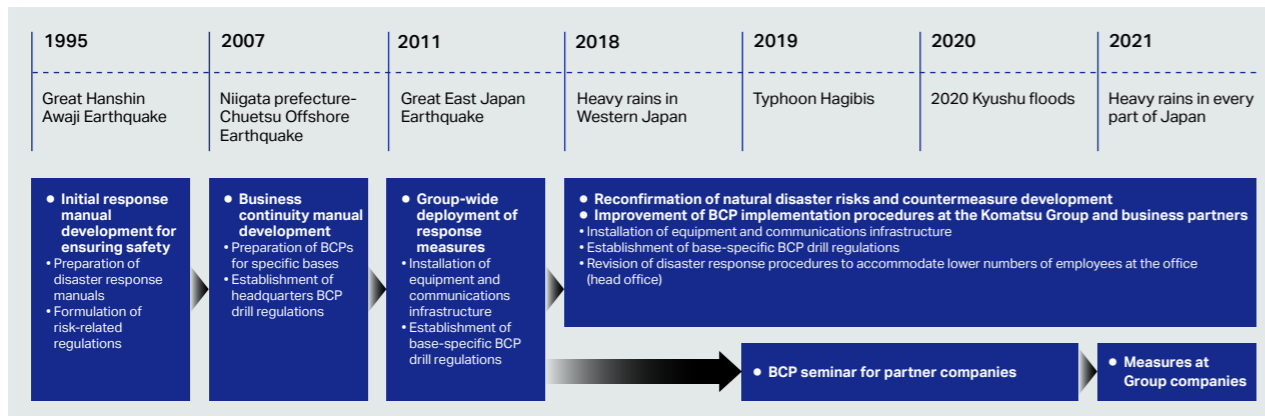 1995
2007
2011
2018
2019
2020
2021
Great Hanshin
Awaji Earthquake
Niigata prefecture-
Chuetsu Offshore
Earthquake
Great East Japan
Earthquake
Heavy rains in
Western Japan
Typhoon Hagibis
2020 Kyushu floods
Heavy rains in every
part of Japan
● Initial response
manual
development for
ensuring safety
• Preparation of
disaster response
manuals
• Formulation of
risk-related
regulations
● Business
continuity manual
development
• Preparation of BCPs
for specific bases
• Establishment of
headquarters BCP
drill regulations
● Group-wide
deployment of
response
measures
• Installation of
equipment and
communications
infrastructure
• Establishment of
base-specific BCP
drill regulations
● Reconfirmation of natural disaster risks and countermeasure development
● Improvement of BCP implementation procedures at the Komatsu Group and business partners
• Installation of equipment and communications infrastructure
• Establishment of base-specific BCP drill regulations
• Revision of disaster response procedures to accommodate lower numbers of employees at the office
(head office)
● BCP seminar for partner companies
● Measures at
Group companies